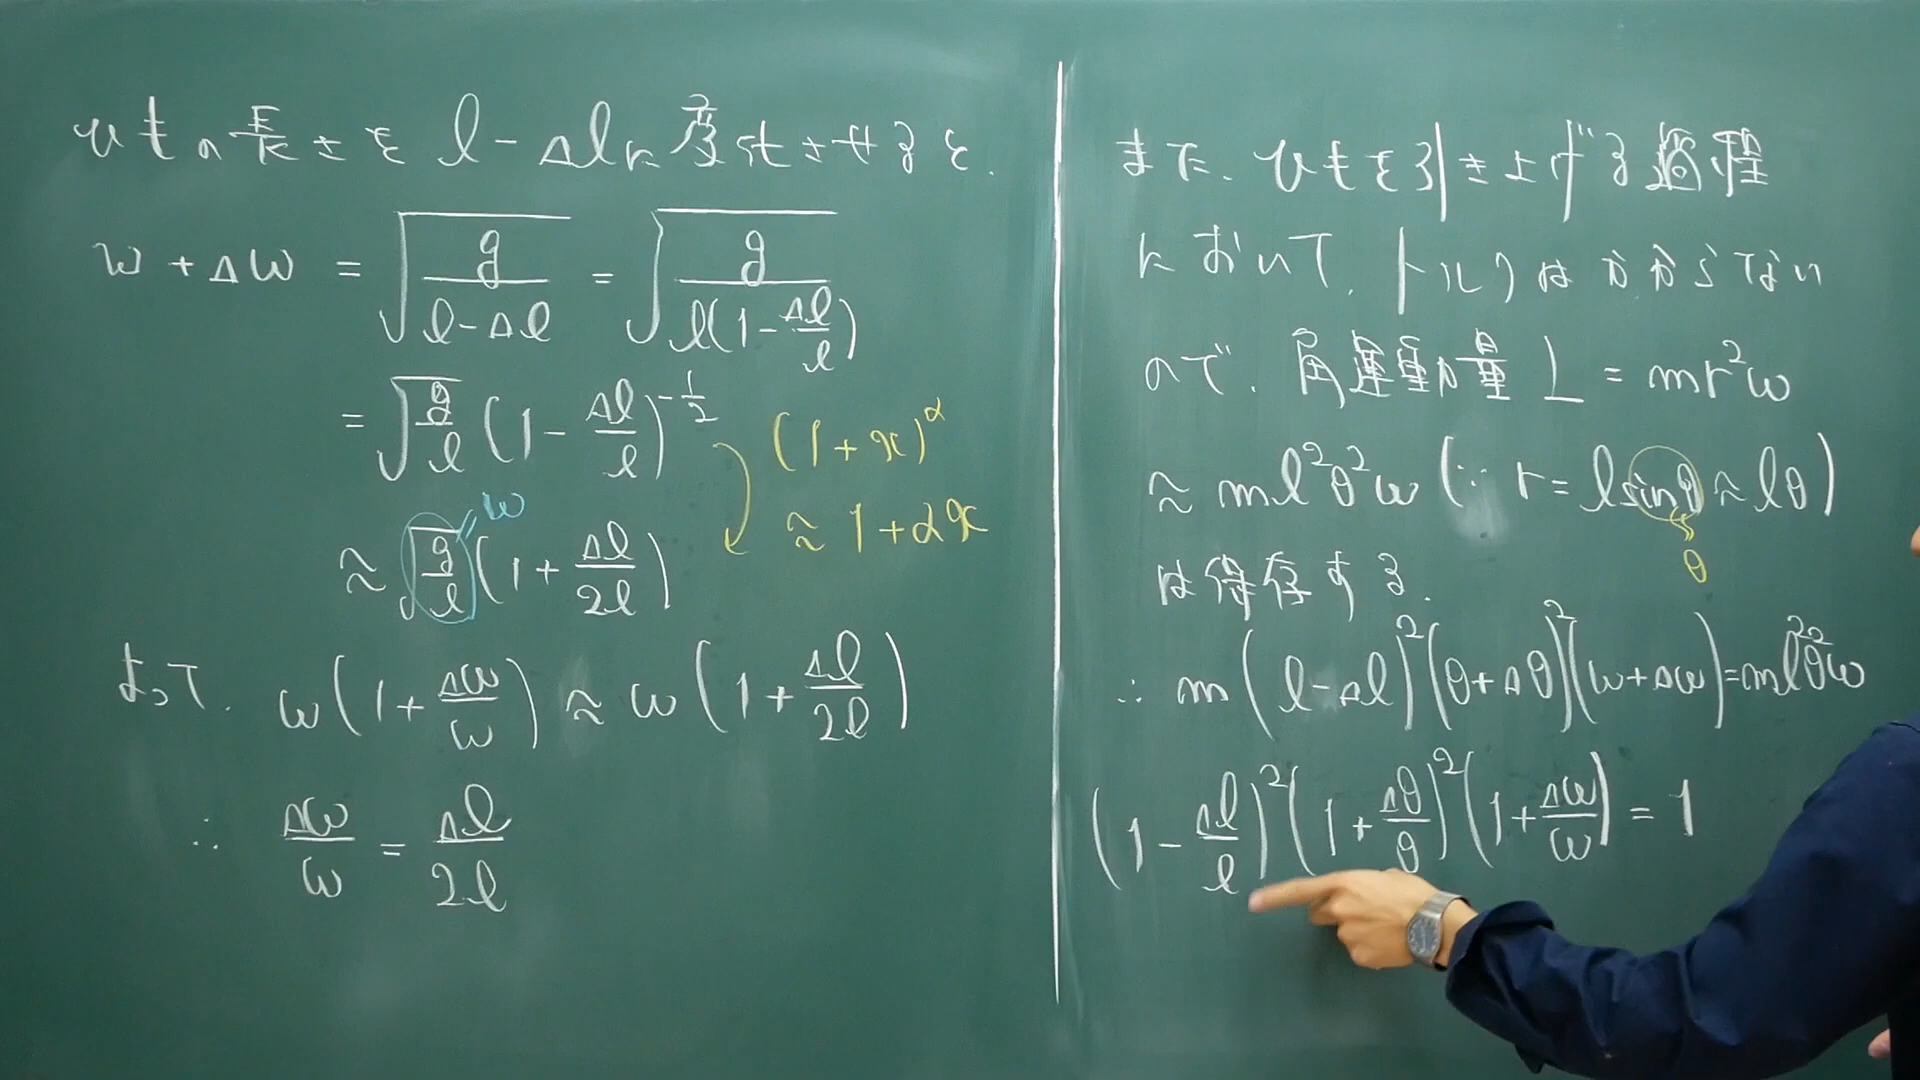 ひもの長さを l-Δlに変化させると.
ω + Δω = √(g/(l-Δl)) = √(g/(l(1-Δl/l)))
= √(g/l) (1 - Δl/l)^(-1/2)
(1+x)^α
≈ 1+αx
ω
≈ √(g/l) (1 + Δl/2l)
よって. ω(1+Δω/ω) ≈ ω(1+Δl/2l)
∴ Δω/ω = Δl/2l
また. ひもを引き上げる過程
において. トルクはかからない
ので. 角運動量 L = mr²ω
≈ ml²θ²ω (∵ r = l sinθ ≈ lθ)
θ
は保存する.
∴ m(l-Δl)²(θ+Δθ)²(ω+Δω)=ml²θ²ω
(1-Δl/l)²(1+Δθ/θ)²(1+Δω/ω) = 1